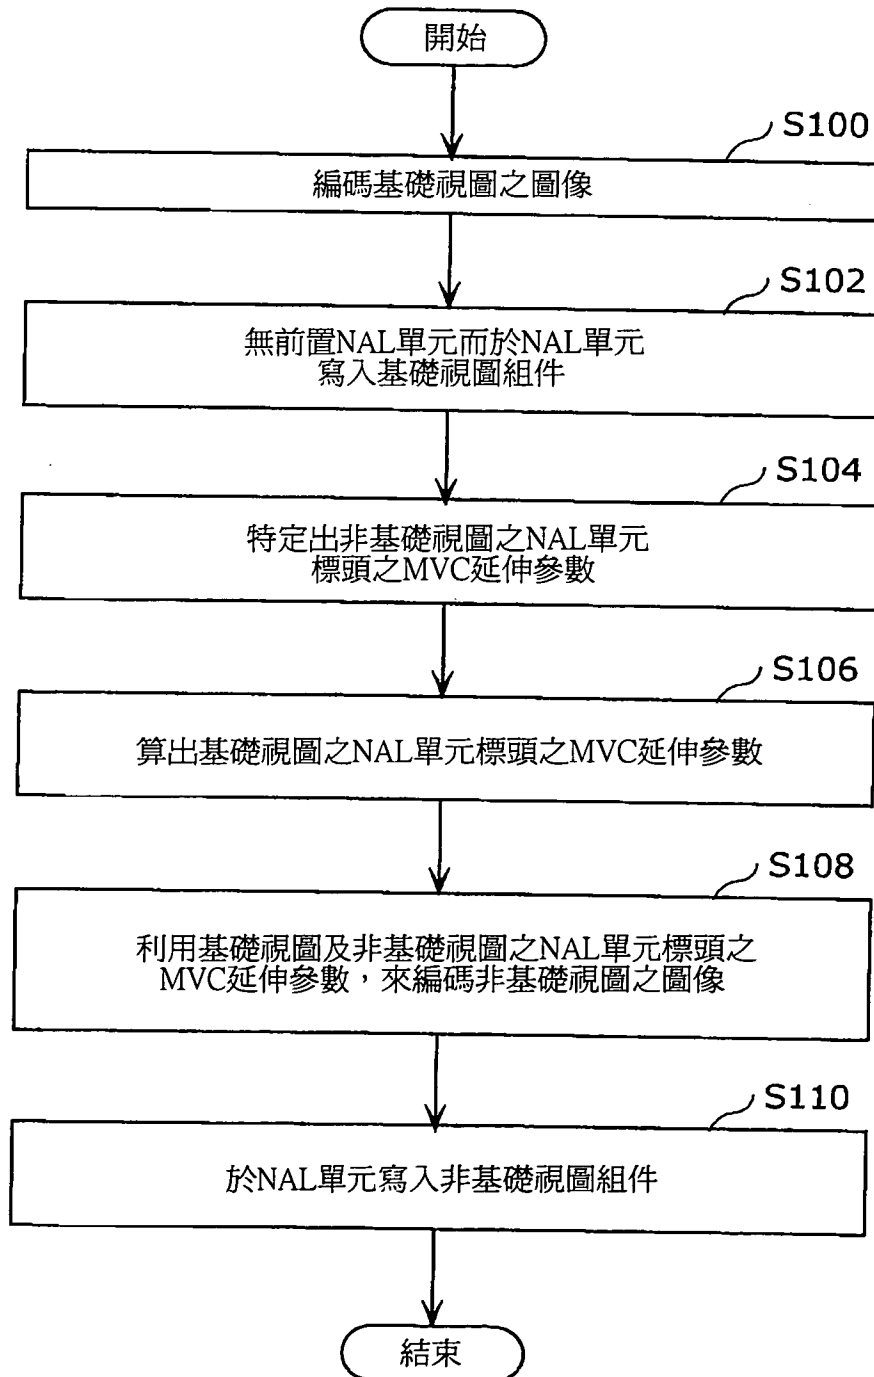 開始
S100
編碼基礎視圖之圖像
S102
無前置NAL單元而於NAL單元
寫入基礎視圖組件
S104
特定出非基礎視圖之NAL單元
標頭之MVC延伸參數
S106
算出基礎視圖之NAL單元標頭之MVC延伸參數
S108
利用基礎視圖及非基礎視圖之NAL單元標頭之
MVC延伸參數，來編碼非基礎視圖之圖像
S110
於NAL單元寫入非基礎視圖組件
結束